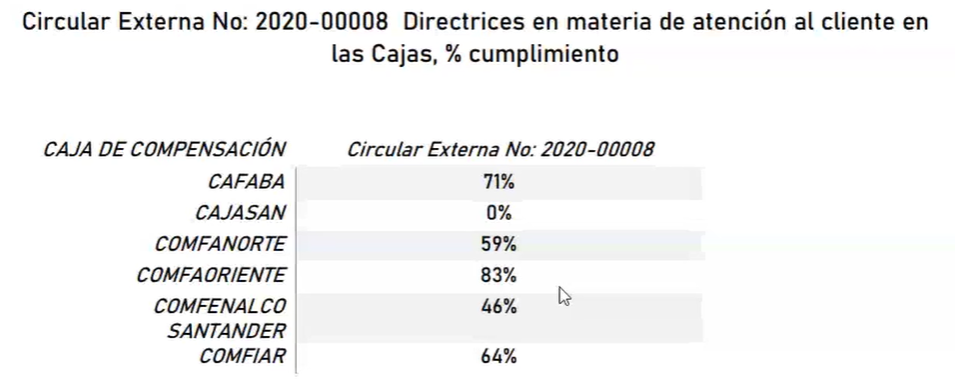 Circular Externa No: 2020-00008 Directrices en materia de atención al cliente en
las Cajas, % cumplimiento
CAJA DE COMPENSACIÓN Circular Externa No: 2020-00008
CAFABA 71%
CAJASAN 0%
COMFANORTE 59%
COMFAORIENTE 83%
COMFENALCO 46%
SANTANDER
COMFIAR 64%